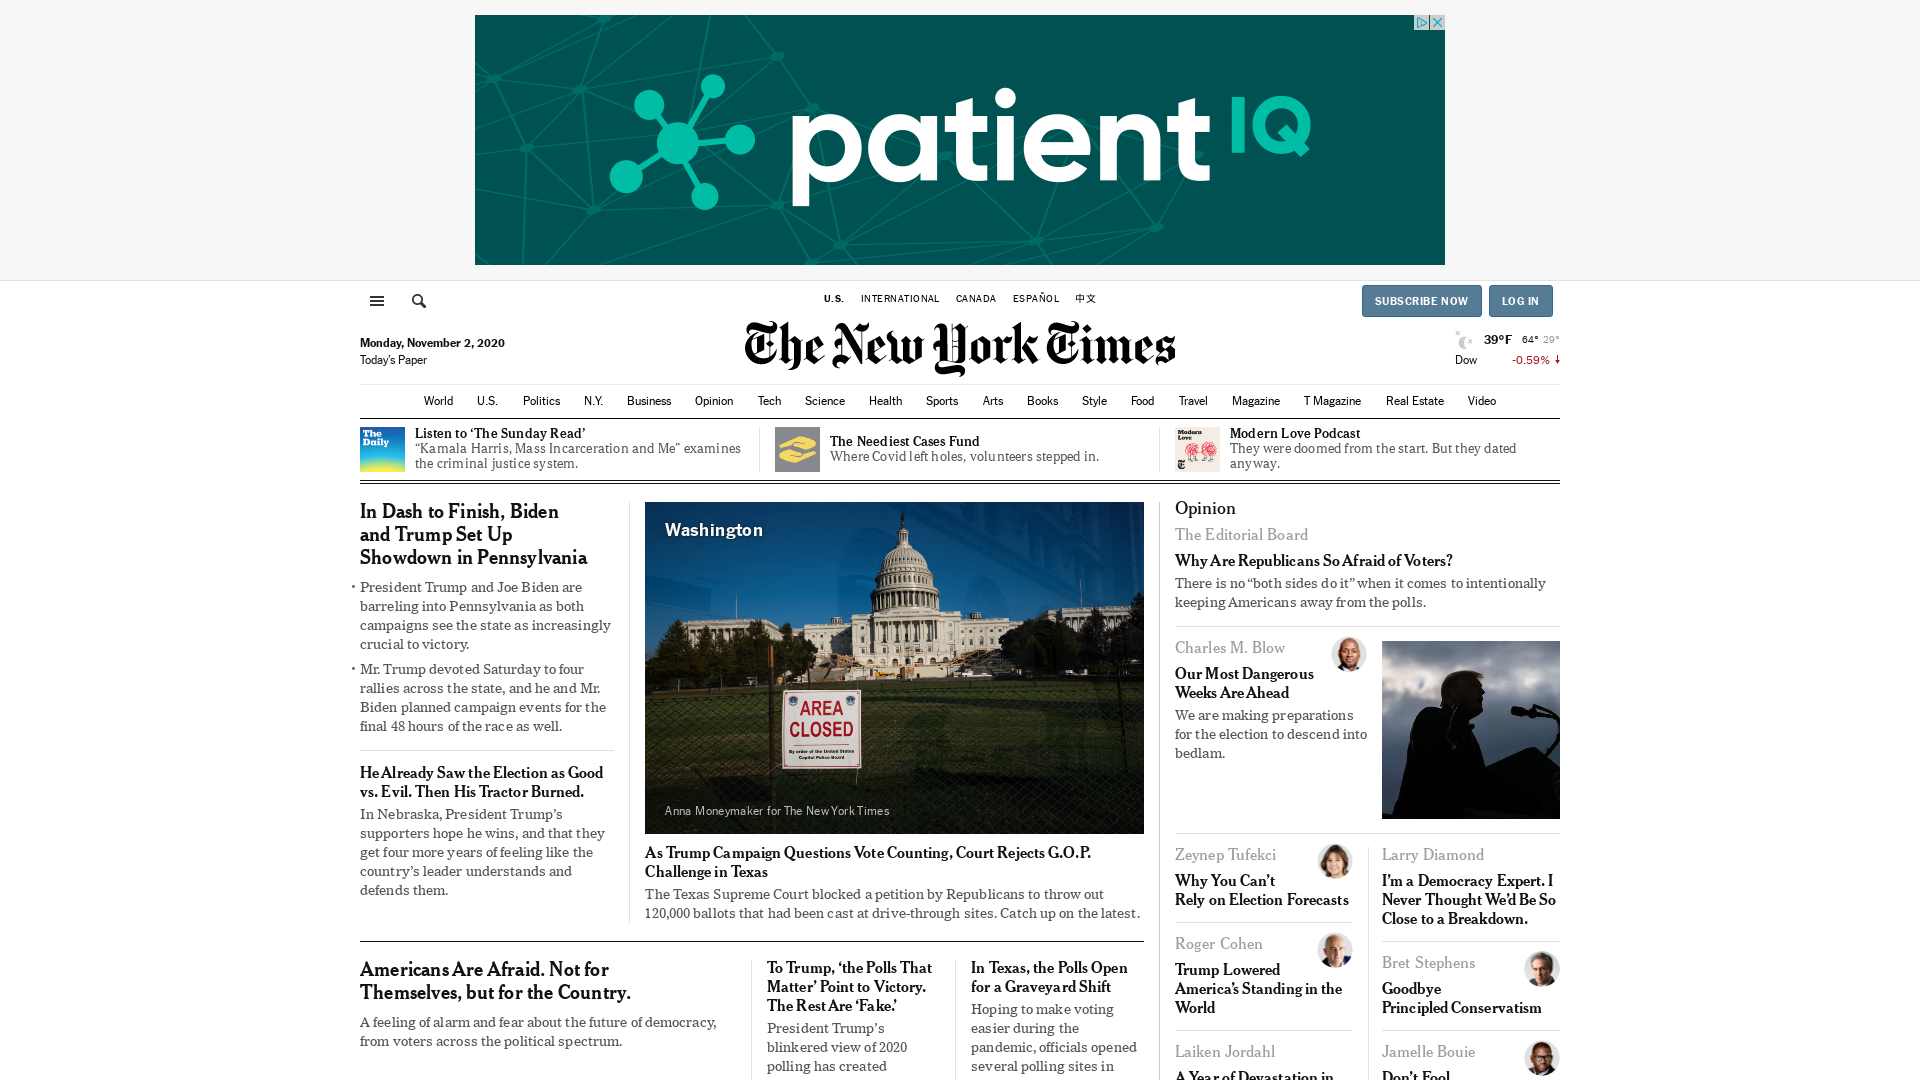 patient IQ
U.S.
INTERNATIONAL
CANADA
ESPAÑOL
中文
SUBSCRIBE NOW
LOG IN
Monday, November 2, 2020
Today’s Paper
The New York Times
39°F 64° 29°
Dow -0.59%
World U.S. Politics N.Y. Business Opinion Tech Science Health Sports Arts Books Style Food Travel Magazine T Magazine Real Estate Video
The
Daily
Listen to ‘The Sunday Read’
“Kamala Harris, Mass Incarceration and Me” examines
the criminal justice system.
The Neediest Cases Fund
Where Covid left holes, volunteers stepped in.
Modern
Love
Modern Love Podcast
They were doomed from the start. But they dated
anyway.
In Dash to Finish, Biden
and Trump Set Up
Showdown in Pennsylvania
• President Trump and Joe Biden are
barreling into Pennsylvania as both
campaigns see the state as increasingly
crucial to victory.
• Mr. Trump devoted Saturday to four
rallies across the state, and he and Mr.
Biden planned campaign events for the
final 48 hours of the race as well.
He Already Saw the Election as Good
vs. Evil. Then His Tractor Burned.
In Nebraska, President Trump’s
supporters hope he wins, and that they
get four more years of feeling like the
country’s leader understands and
defends them.
Washington
AREA
CLOSED
By order of the United States
Capitol Police Board
Anna Moneymaker for The New York Times
As Trump Campaign Questions Vote Counting, Court Rejects G.O.P.
Challenge in Texas
The Texas Supreme Court blocked a petition by Republicans to throw out
120,000 ballots that had been cast at drive-through sites. Catch up on the latest.
Americans Are Afraid. Not for
Themselves, but for the Country.
A feeling of alarm and fear about the future of democracy,
from voters across the political spectrum.
To Trump, ‘the Polls That
Matter’ Point to Victory.
The Rest Are ‘Fake.’
President Trump’s
blinkered view of 2020
polling has created
In Texas, the Polls Open
for a Graveyard Shift
Hoping to make voting
easier during the
pandemic, officials opened
several polling sites in
Opinion
The Editorial Board
Why Are Republicans So Afraid of Voters?
There is no “both sides do it” when it comes to intentionally
keeping Americans away from the polls.
Charles M. Blow
Our Most Dangerous
Weeks Are Ahead
We are making preparations
for the election to descend into
bedlam.
Zeynep Tufekci
Why You Can’t
Rely on Election Forecasts
Roger Cohen
Trump Lowered
America’s Standing in the
World
Laiken Jordahl
A Year of Devastation in
Larry Diamond
I’m a Democracy Expert. I
Never Thought We’d Be So
Close to a Breakdown.
Bret Stephens
Goodbye
Principled Conservatism
Jamelle Bouie
Don’t Fool